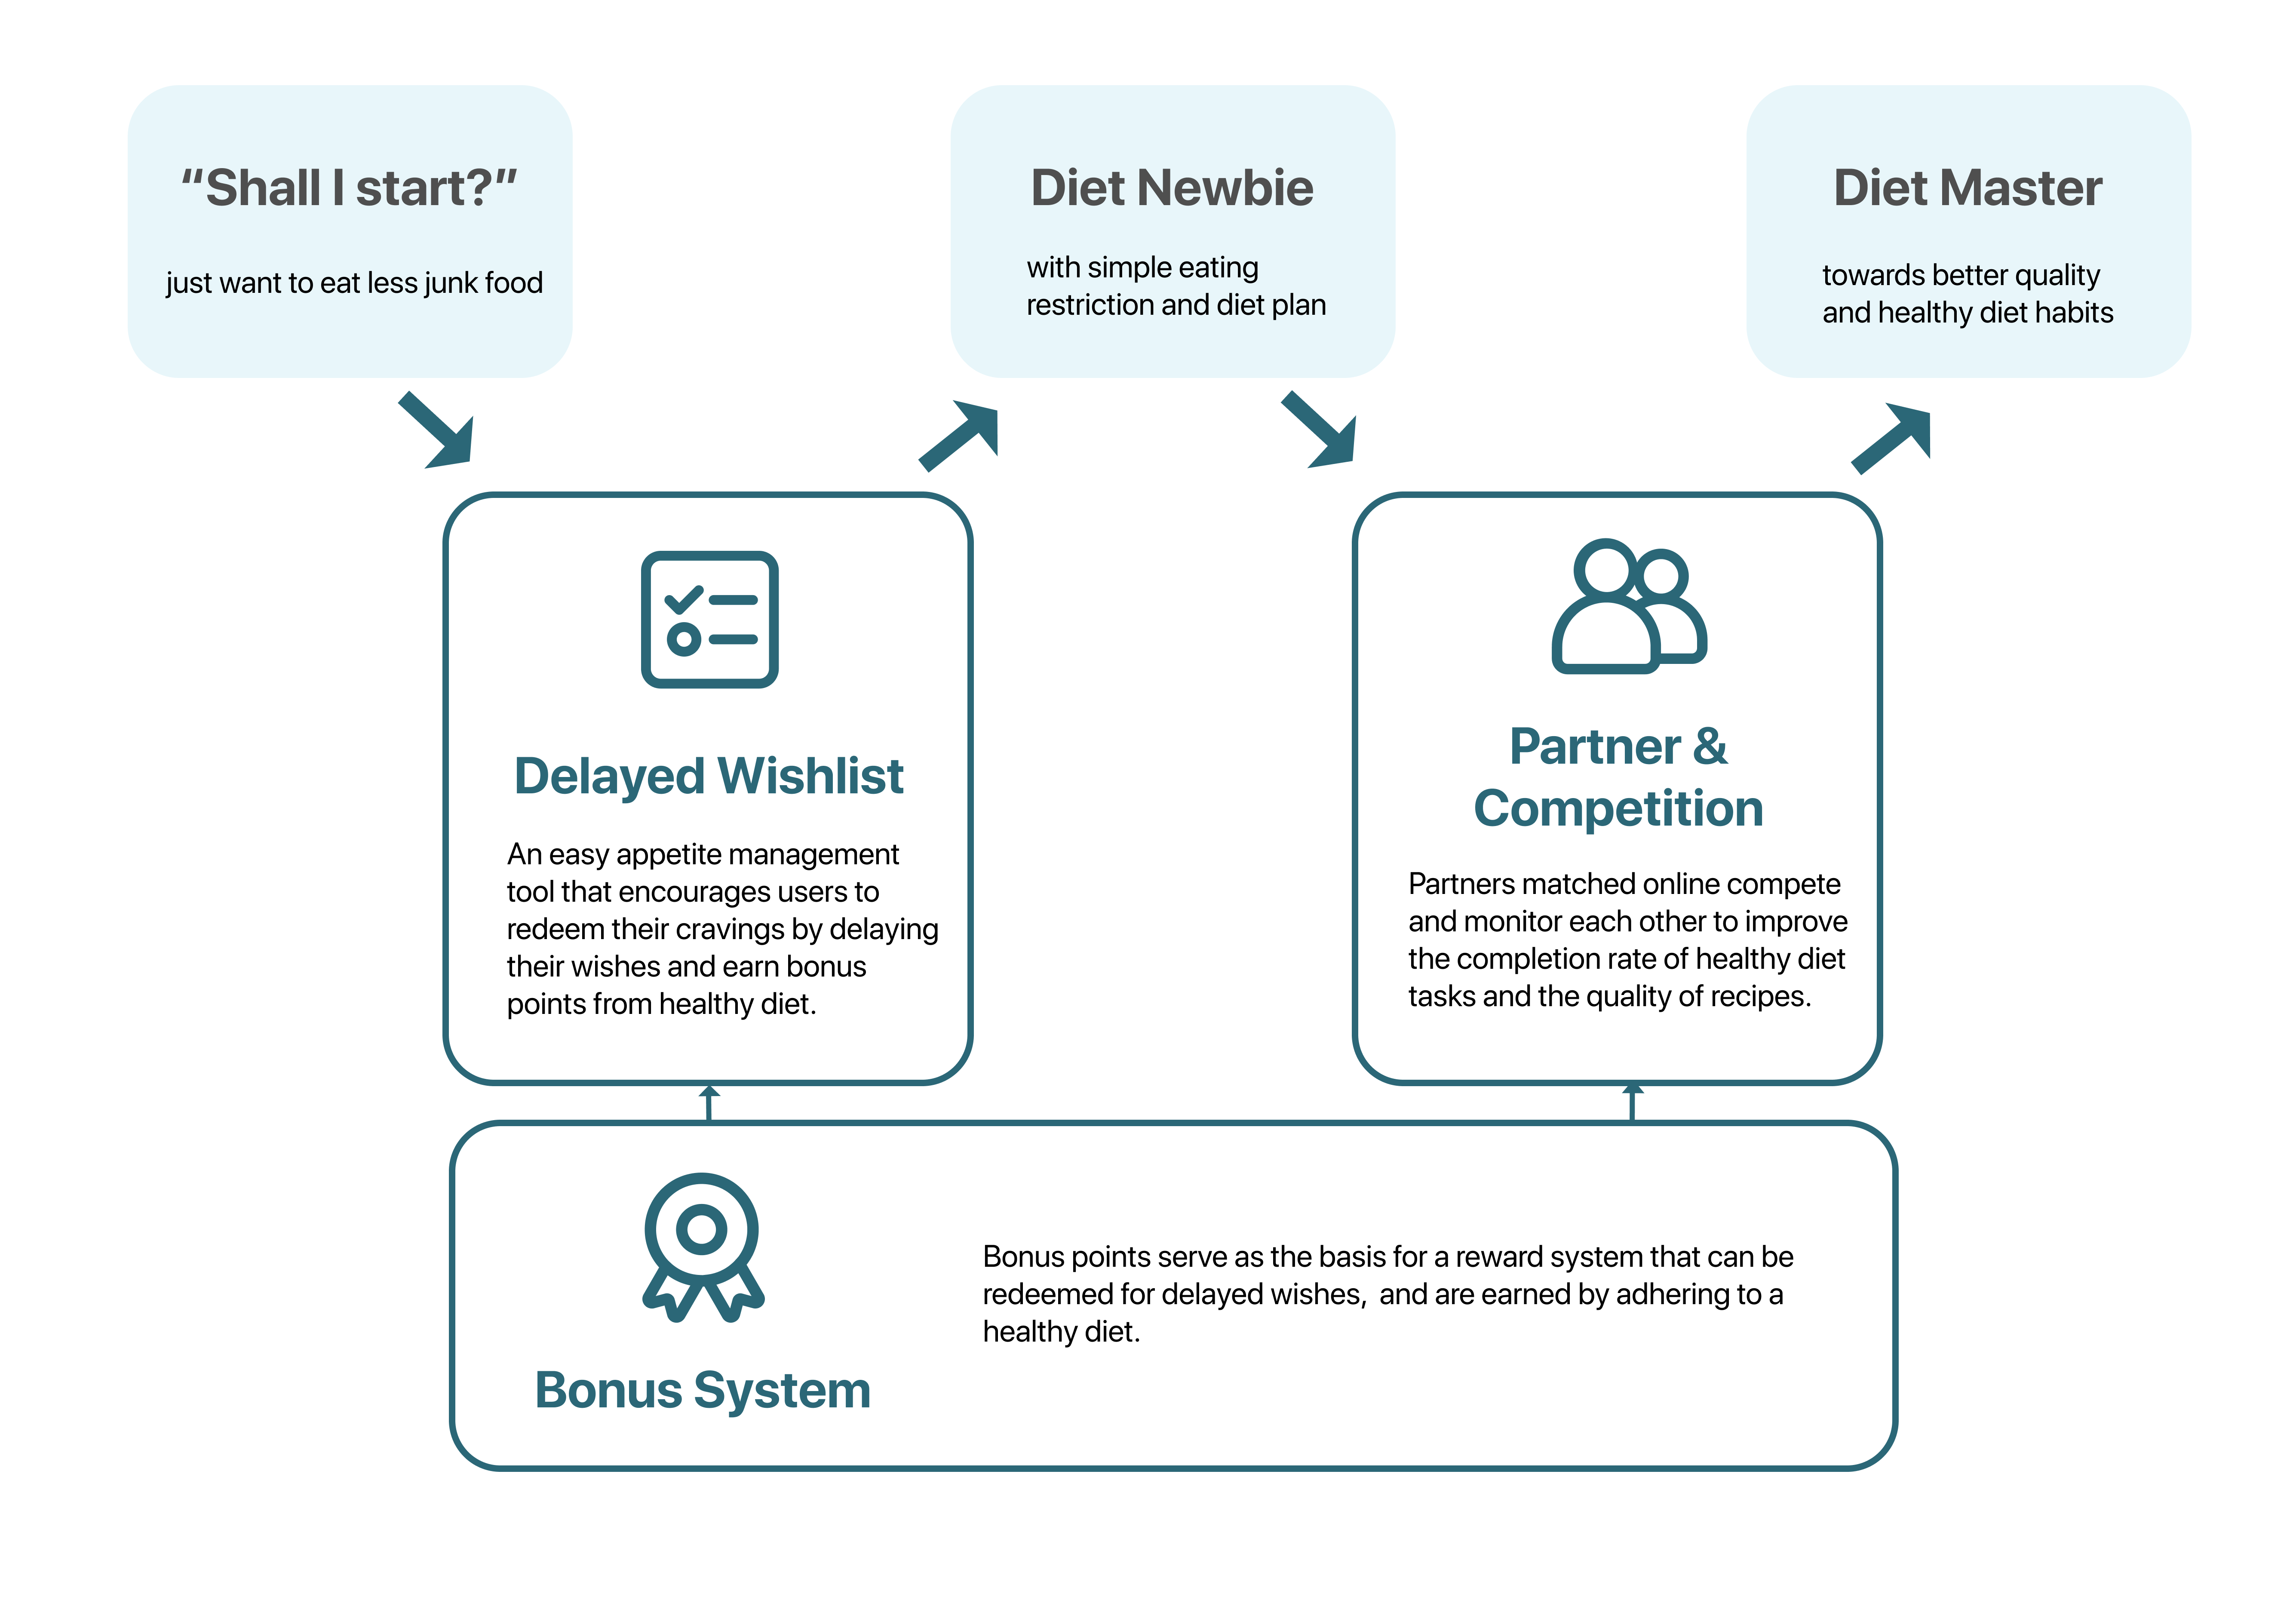 “Shall I start?”
just want to eat less junk food
Diet Newbie
with simple eating
restriction and diet plan
Diet Master
towards better quality
and healthy diet habits
Delayed Wishlist
An easy appetite management
tool that encourages users to
redeem their cravings by delaying
their wishes and earn bonus
points from healthy diet.
Partner &
Competition
Partners matched online compete
and monitor each other to improve
the completion rate of healthy diet
tasks and the quality of recipes.
Bonus System
Bonus points serve as the basis for a reward system that can be
redeemed for delayed wishes,  and are earned by adhering to a
healthy diet.